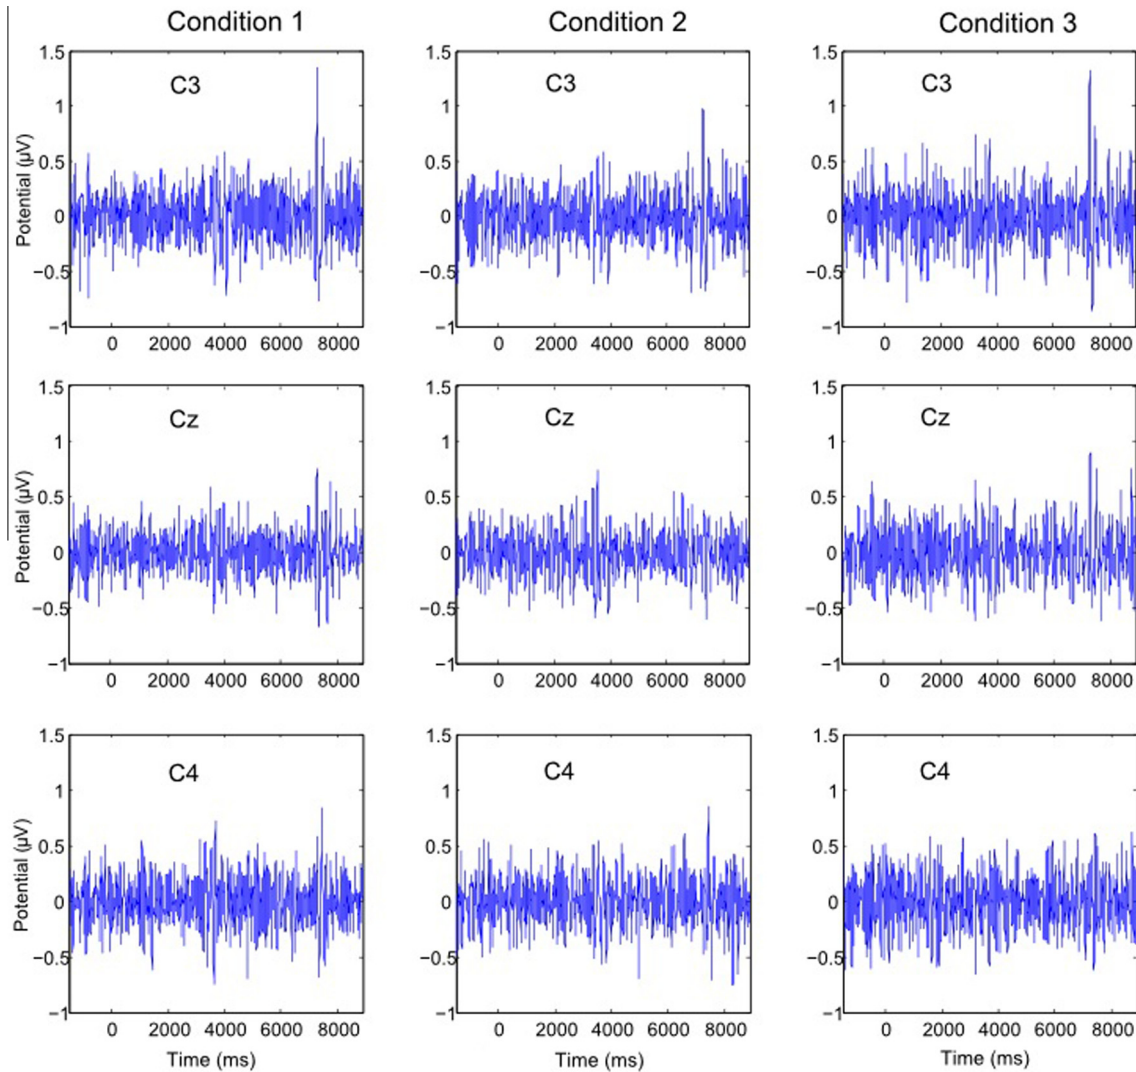 Condition 1 Condition 2 Condition 3
1.5 1.5 1.5
C3 C3 C3
1 1 1
Potential (µV)
0.5 0.5 0.5
0 0 0
−0.5 −0.5 −0.5
−1 −1 −1
0 2000 4000 6000 8000 0 2000 4000 6000 8000 0 2000 4000 6000 8000
1.5 1.5 1.5
Cz Cz Cz
1 1 1
Potential (µV)
0.5 0.5 0.5
0 0 0
−0.5 −0.5 −0.5
−1 −1 −1
0 2000 4000 6000 8000 0 2000 4000 6000 8000 0 2000 4000 6000 8000
1.5 1.5 1.5
C4 C4 C4
1 1 1
Potential (µV)
0.5 0.5 0.5
0 0 0
−0.5 −0.5 −0.5
−1 −1 −1
0 2000 4000 6000 8000 0 2000 4000 6000 8000 0 2000 4000 6000 8000
Time (ms) Time (ms) Time (ms)